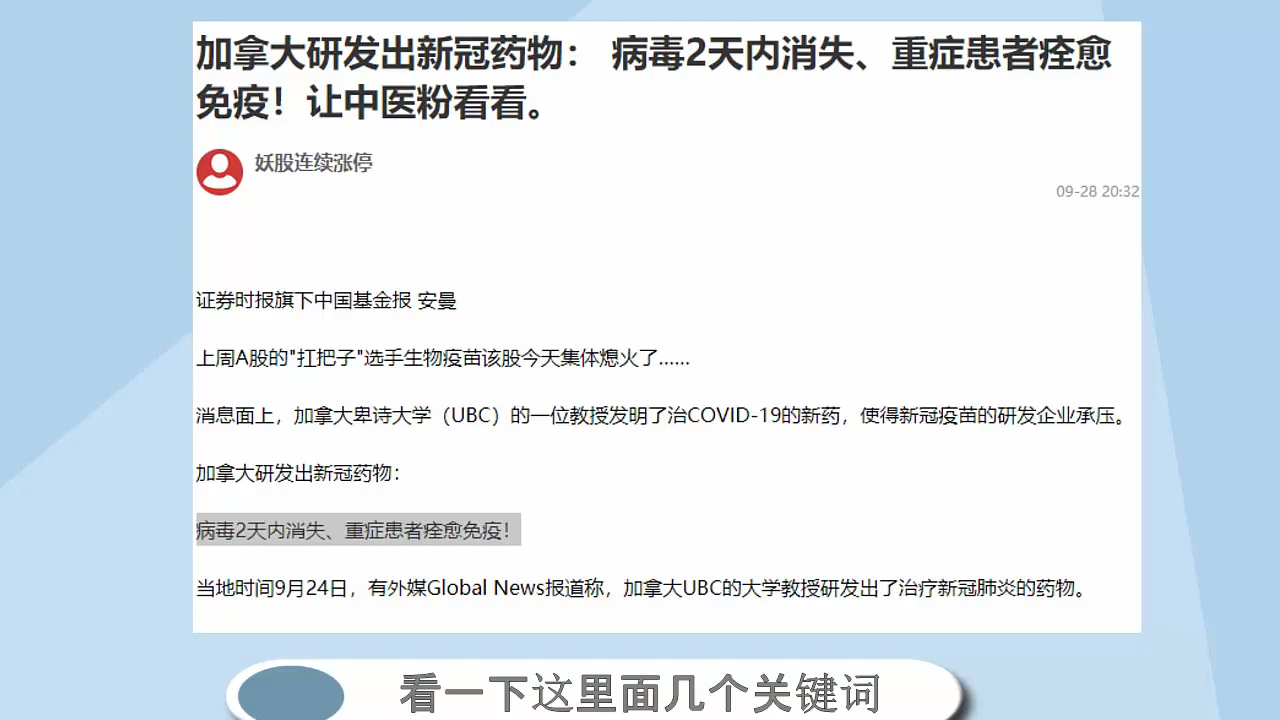 加拿大研发出新冠药物： 病毒2天内消失、重症患者痊愈
免疫！让中医粉看看。
妖股连续涨停
09-28 20:32
证券时报旗下中国基金报 安曼
上周A股的"扛把子"选手生物疫苗该股今天集体熄火了......
消息面上，加拿大卑诗大学（UBC）的一位教授发明了治COVID-19的新药，使得新冠疫苗的研发企业承压。
加拿大研发出新冠药物：
病毒2天内消失、重症患者痊愈免疫！
当地时间9月24日，有外媒Global News报道称，加拿大UBC的大学教授研发出了治疗新冠肺炎的药物。
看一下这里面几个关键词